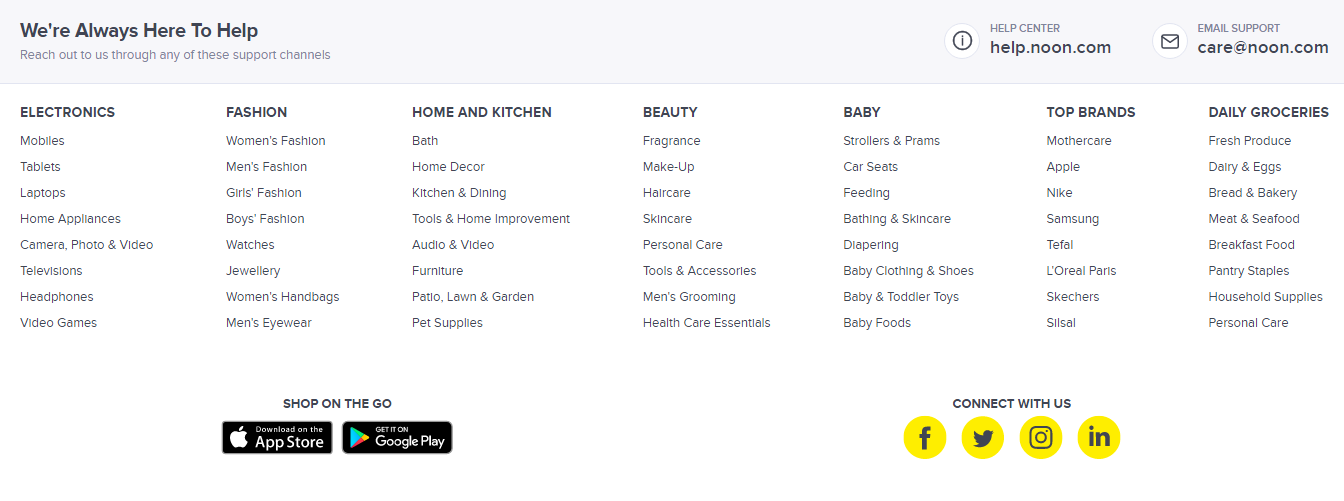 We're Always Here To Help
Reach out to us through any of these support channels
HELP CENTER
help.noon.com
EMAIL SUPPORT
care@noon.com
ELECTRONICS
Mobiles
Tablets
Laptops
Home Appliances
Camera, Photo & Video
Televisions
Headphones
Video Games
FASHION
Women's Fashion
Men's Fashion
Girls' Fashion
Boys' Fashion
Watches
Jewellery
Women's Handbags
Men's Eyewear
HOME AND KITCHEN
Bath
Home Decor
Kitchen & Dining
Tools & Home Improvement
Audio & Video
Furniture
Patio, Lawn & Garden
Pet Supplies
BEAUTY
Fragrance
Make-Up
Haircare
Skincare
Personal Care
Tools & Accessories
Men's Grooming
Health Care Essentials
BABY
Strollers & Prams
Car Seats
Feeding
Bathing & Skincare
Diapering
Baby Clothing & Shoes
Baby & Toddler Toys
Baby Foods
TOP BRANDS
Mothercare
Apple
Nike
Samsung
Tefal
L'Oreal Paris
Skechers
Silsal
DAILY GROCERIES
Fresh Produce
Dairy & Eggs
Bread & Bakery
Meat & Seafood
Breakfast Food
Pantry Staples
Household Supplies
Personal Care
SHOP ON THE GO
Download on the
App Store
GET IT ON
Google Play
CONNECT WITH US